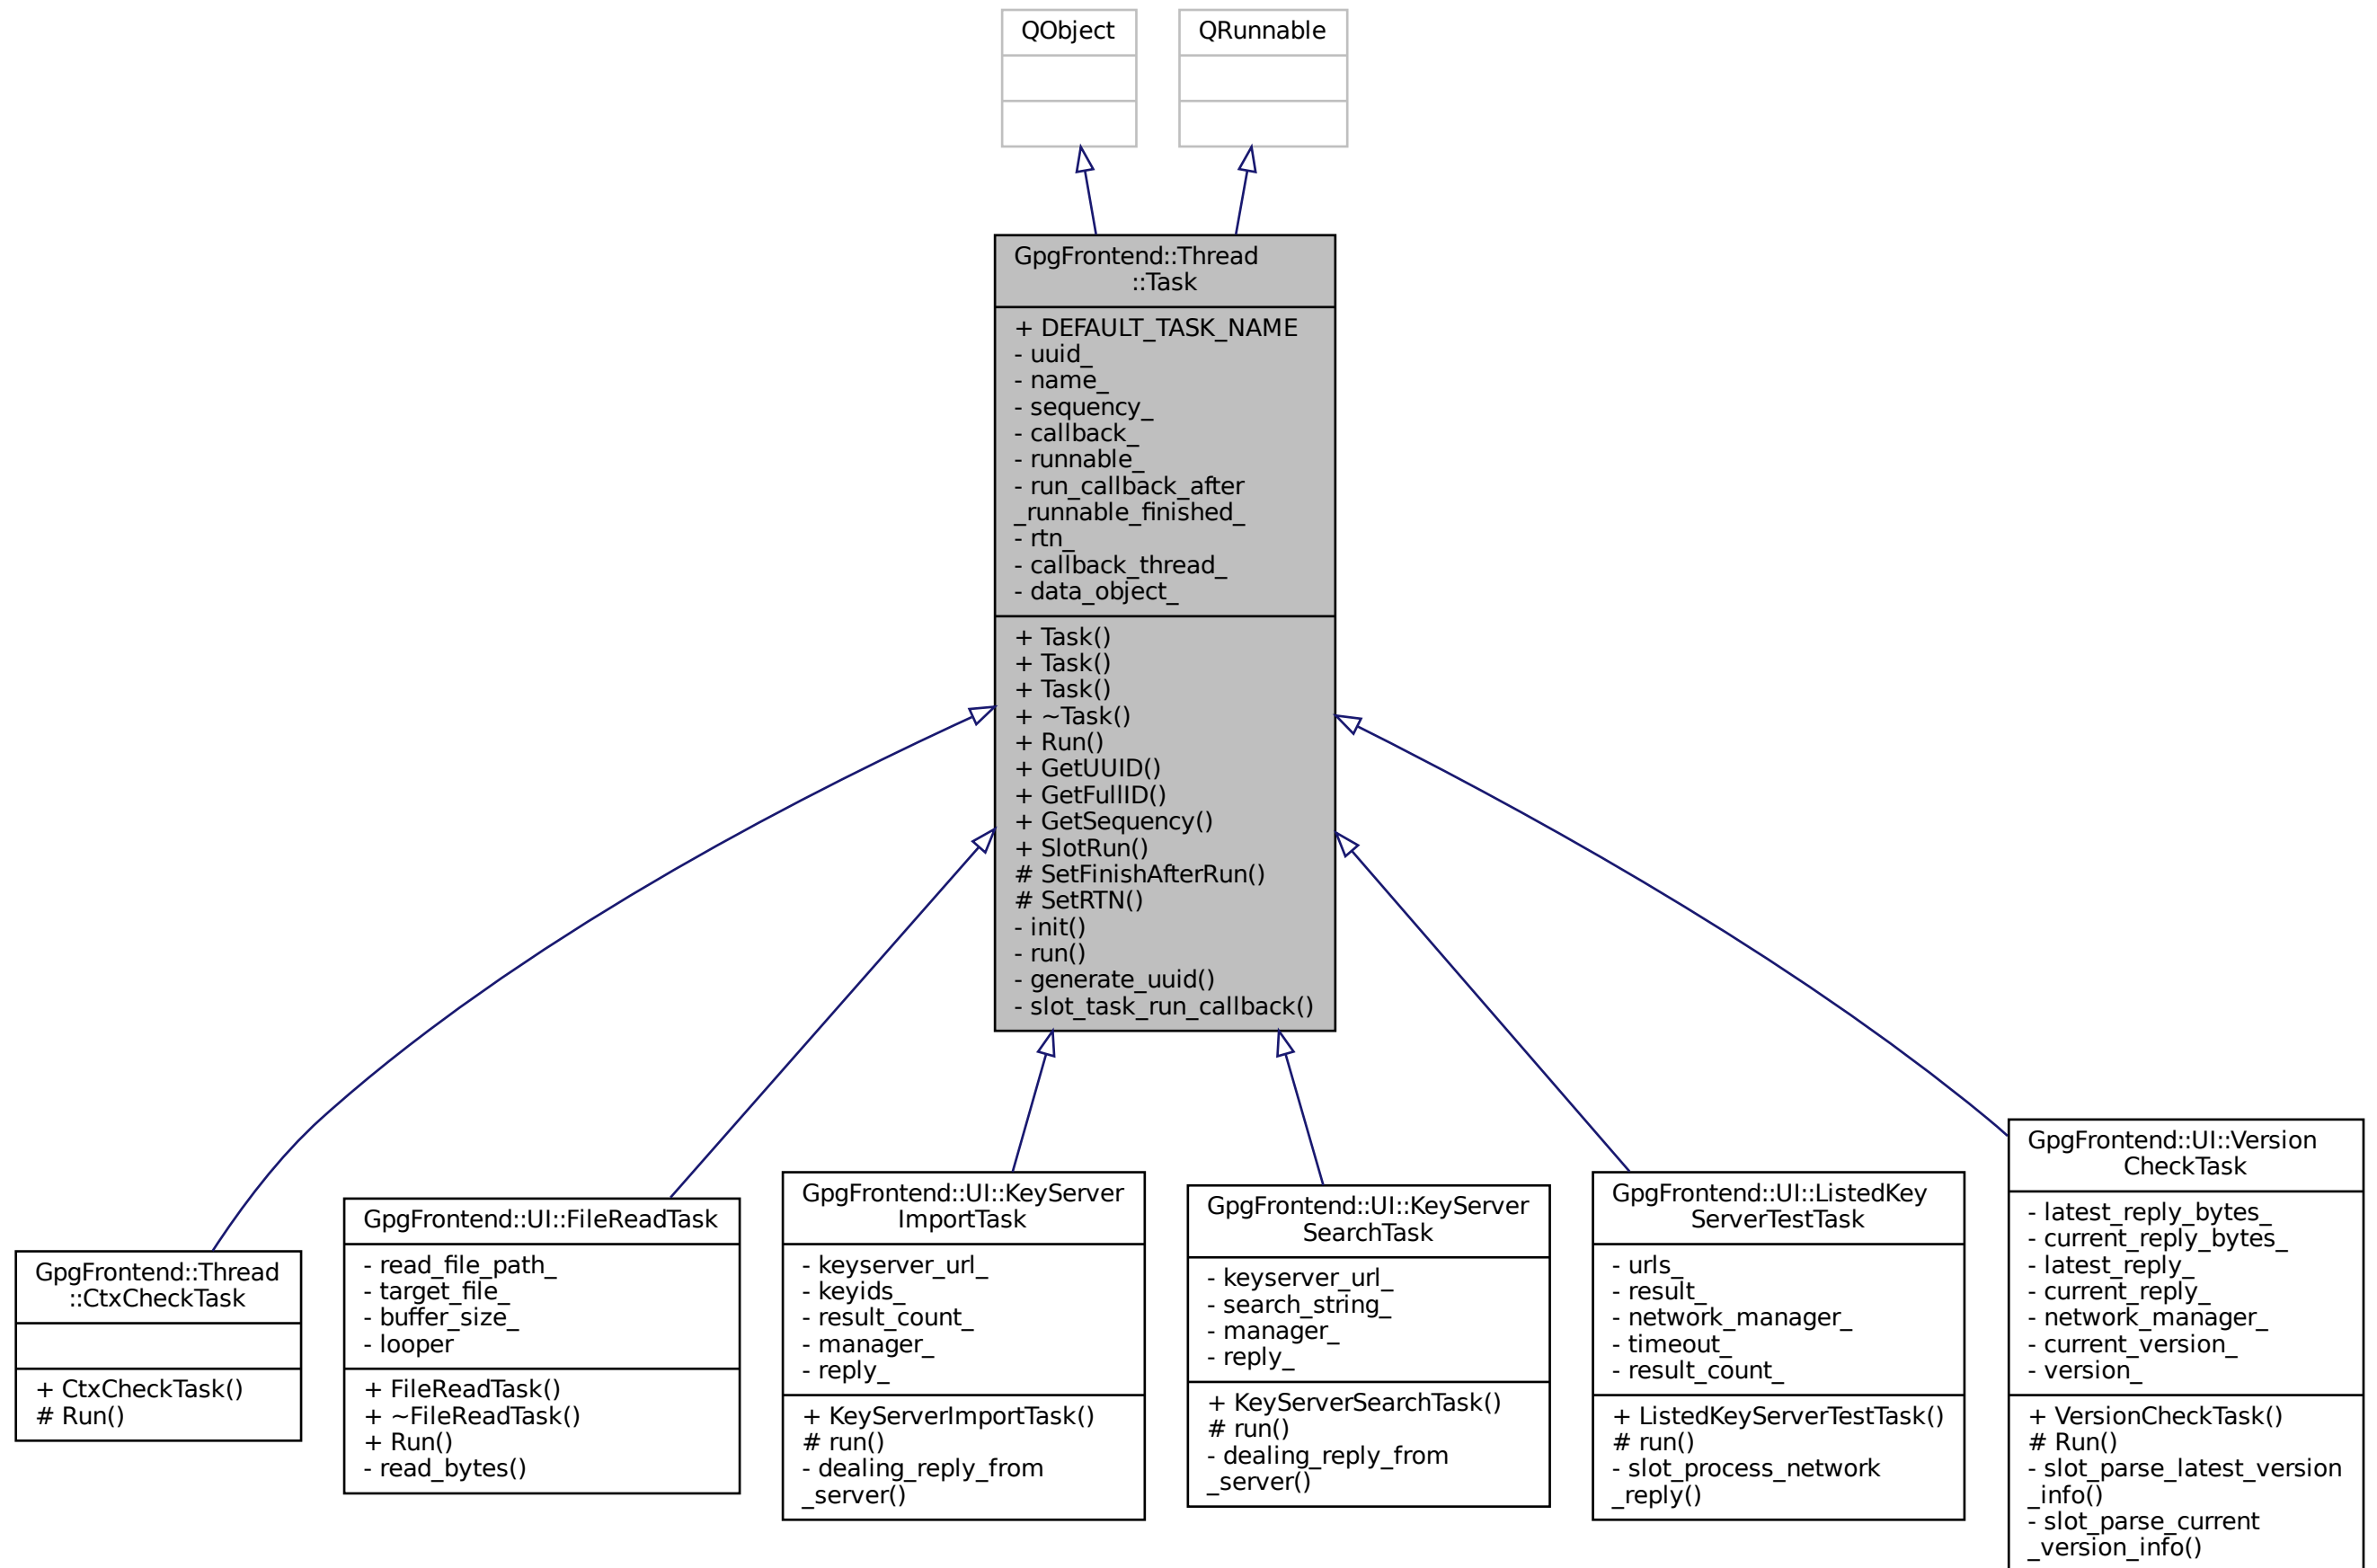 QObject
QRunnable
GpgFrontend::Thread
::Task
+ DEFAULT_TASK_NAME
- uuid_
- name_
- sequency_
- callback_
- runnable_
- run_callback_after
_runnable_finished_
- rtn_
- callback_thread_
- data_object_
+ Task()
+ Task()
+ Task()
+ ~Task()
+ Run()
+ GetUUID()
+ GetFullID()
+ GetSequency()
+ SlotRun()
# SetFinishAfterRun()
# SetRTN()
- init()
- run()
- generate_uuid()
- slot_task_run_callback()
GpgFrontend::Thread
::CtxCheckTask
+ CtxCheckTask()
# Run()
GpgFrontend::UI::FileReadTask
- read_file_path_
- target_file_
- buffer_size_
- looper
+ FileReadTask()
+ ~FileReadTask()
+ Run()
- read_bytes()
GpgFrontend::UI::KeyServer
ImportTask
- keyserver_url_
- keyids_
- result_count_
- manager_
- reply_
+ KeyServerImportTask()
# run()
- dealing_reply_from
_server()
GpgFrontend::UI::KeyServer
SearchTask
- keyserver_url_
- search_string_
- manager_
- reply_
+ KeyServerSearchTask()
# run()
- dealing_reply_from
_server()
GpgFrontend::UI::ListedKey
ServerTestTask
- urls_
- result_
- network_manager_
- timeout_
- result_count_
+ ListedKeyServerTestTask()
# run()
- slot_process_network
_reply()
GpgFrontend::UI::Version
CheckTask
- latest_reply_bytes_
- current_reply_bytes_
- latest_reply_
- current_reply_
- network_manager_
- current_version_
- version_
+ VersionCheckTask()
# Run()
- slot_parse_latest_version
_info()
- slot_parse_current
_version_info()